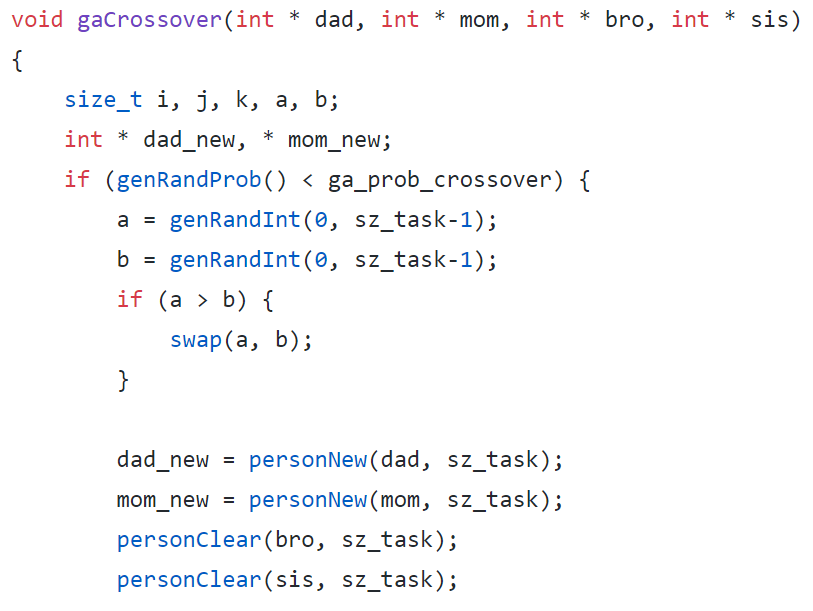 void gaCrossover(int * dad, int * mom, int * bro, int * sis)
{
    size_t i, j, k, a, b;
    int * dad_new, * mom_new;
    if (genRandProb() < ga_prob_crossover) {
        a = genRandInt(0, sz_task-1);
        b = genRandInt(0, sz_task-1);
        if (a > b) {
            swap(a, b);
        }

        dad_new = personNew(dad, sz_task);
        mom_new = personNew(mom, sz_task);
        personClear(bro, sz_task);
        personClear(sis, sz_task);